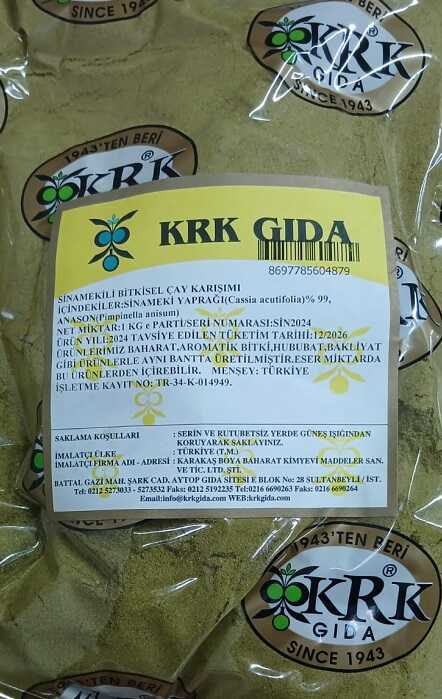 BERİ
KRK®
GIDA
SINCE 1943
1943'TEN BERİ
KRK®
KRK GIDA
8697785604879
SİNAMEKİLİ BİTKİSEL ÇAY KARIŞIMI
İÇİNDEKİLER:SİNAMEKİ YAPRAĞI(Cassia acutifolia)% 99,
ANASON(Pimpinella anisum)
NET MİKTAR:1 KG e PARTİ/SERİ NUMARASI:SİN2024
ÜRÜN YILI:2024 TAVSİYE EDİLEN TÜKETİM TARİHİ:12/2026
ÜRÜNLERİMİZ BAHARAT,AROMATİK BİTKİ,HUBUBAT,BAKLİYAT
GİBİ ÜRÜNLERLE AYNI BANTTA ÜRETİLMİŞTİR.ESER MİKTARDA
BU ÜRÜNLERDEN İÇİREBİLİR. MENŞEY: TÜRKİYE
İŞLETME KAYIT NO: TR-34-K-014949.
SAKLAMA KOŞULLARI : SERİN VE RUTUBETSİZ YERDE GÜNEŞ IŞIĞINDAN
KORUYARAK SAKLAYINIZ.
İMALATÇI ÜLKE : TÜRKİYE (T.M.)
İMALATÇI FİRMA ADI - ADRESİ : KARAKAŞ BOYA BAHARAT KİMYEVİ MADDELER SAN.
VE TİC. LTD. ŞTİ.
BATTAL GAZİ MAH. ŞARK CAD. AYTOP GIDA SİTESİ E BLOK No: 28 SULTANBEYLİ / İST.
Tel: 0212 5273033 - 5273532 Faks: 0212 5192235 Tel:0216 6690263 Faks: 0216 6690264
Email:info@krkgida.com WEB:krkgida.com
SINCE 1943
1943'TEN BERİ
KRK®
GIDA
SINCE 1943